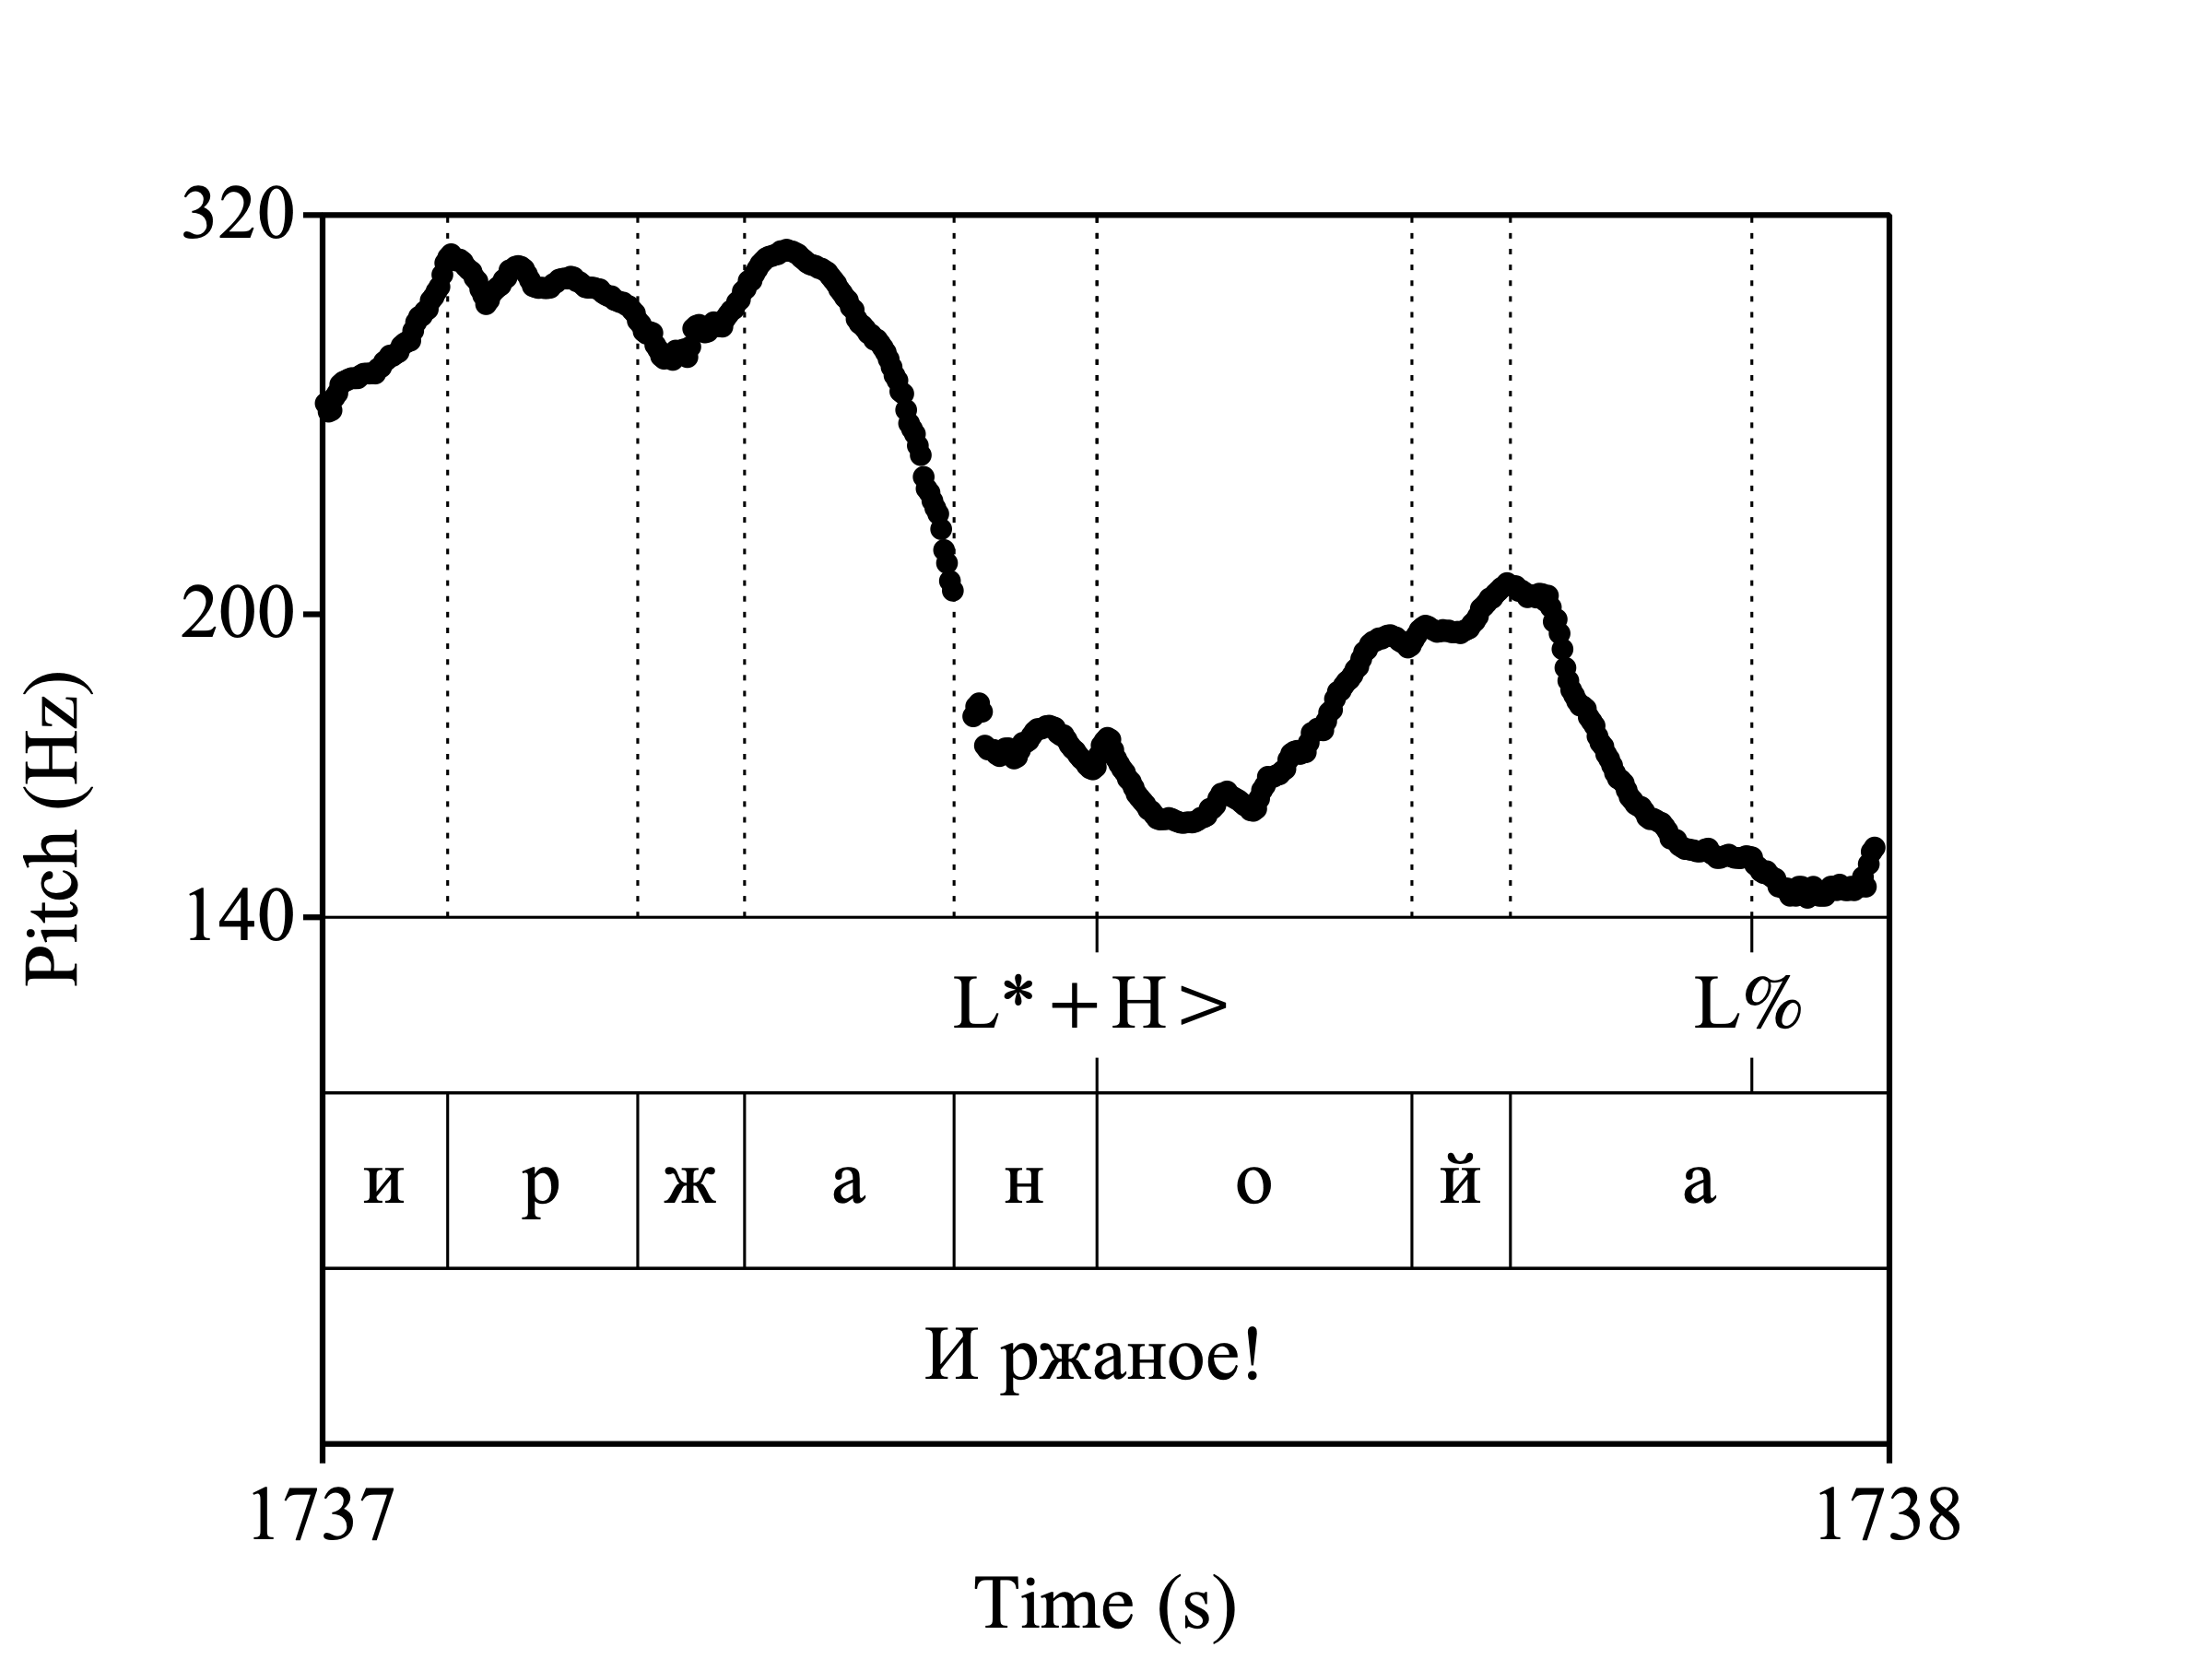 320
200
140
Pitch (Hz)
L*+H> L%
и р ж а н о й а
И ржаное!
1737 1738
Time (s)